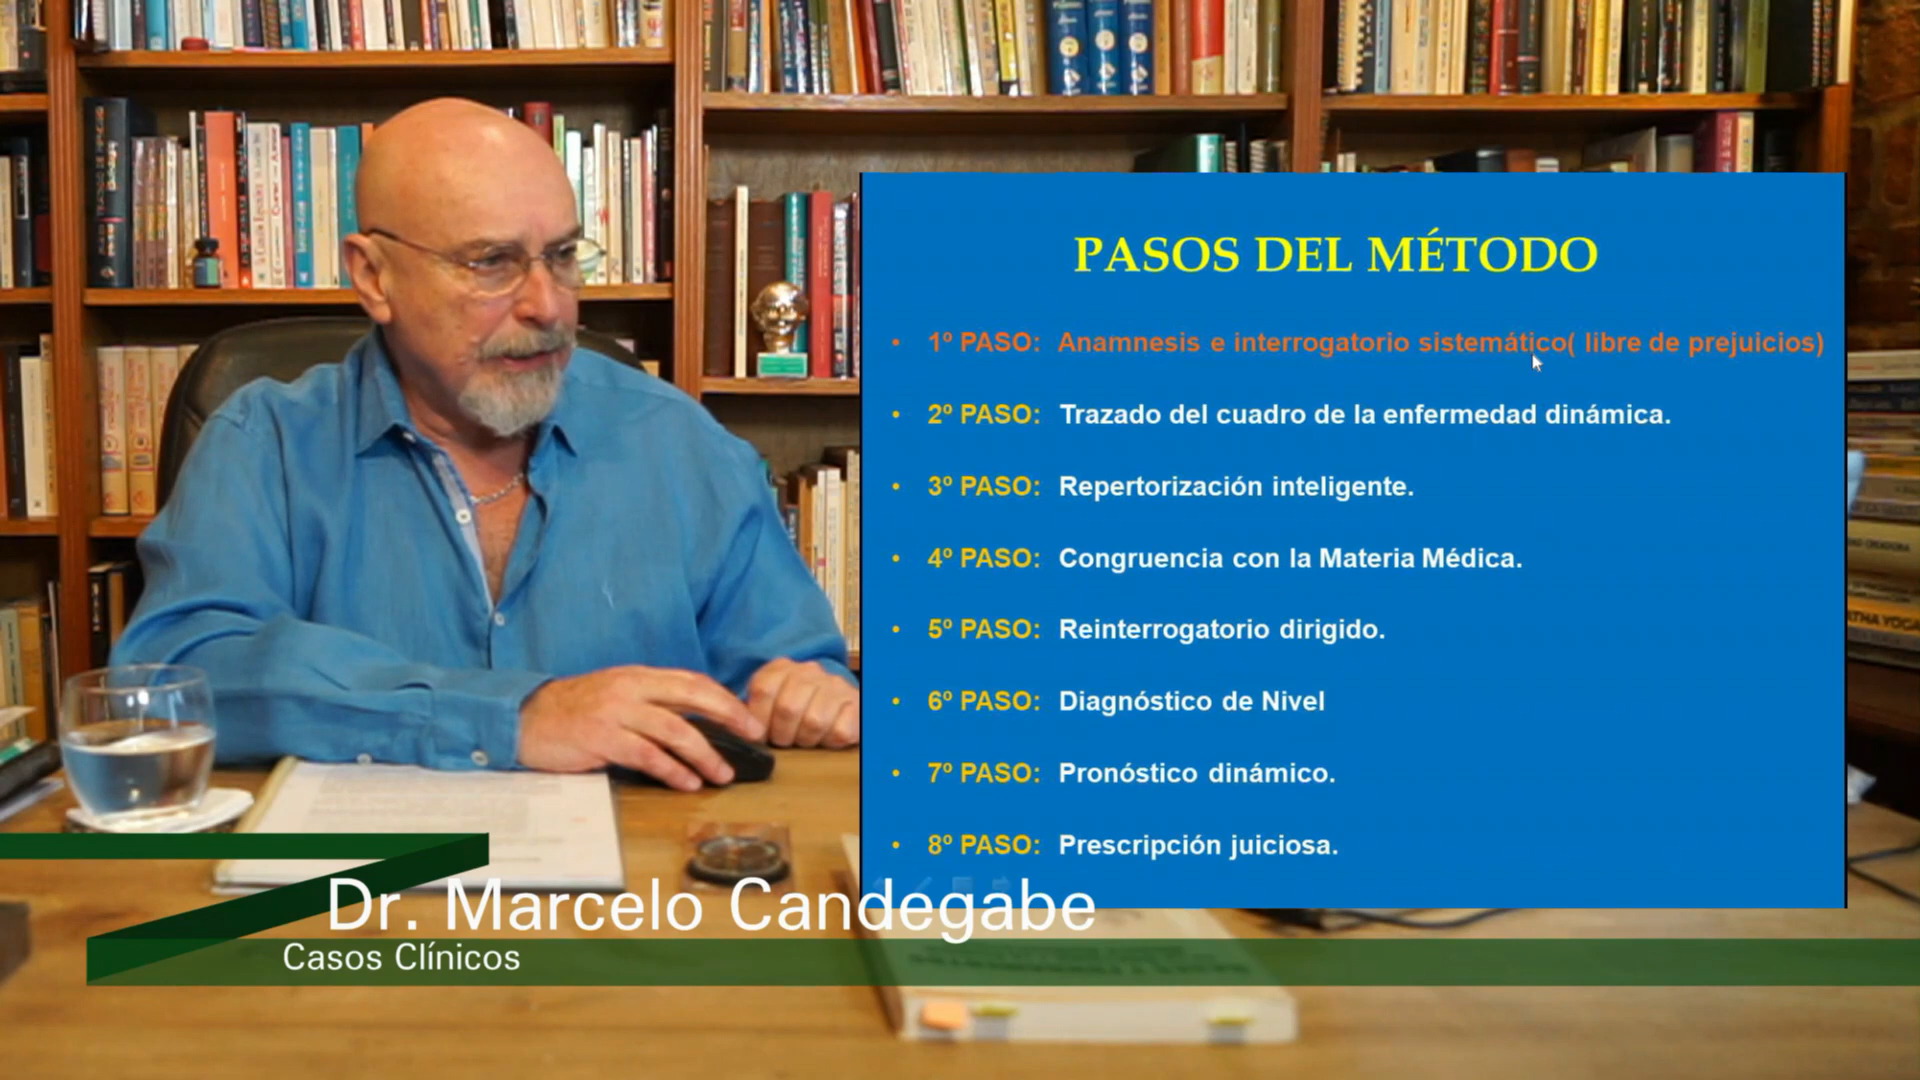 PASOS DEL MÉTODO
• 1º PASO: Anamnesis e interrogatorio sistemático( libre de prejuicios)
• 2º PASO: Trazado del cuadro de la enfermedad dinámica.
• 3º PASO: Repertorización inteligente.
• 4º PASO: Congruencia con la Materia Médica.
• 5º PASO: Reinterrogatorio dirigido.
• 6º PASO: Diagnóstico de Nivel
• 7º PASO: Pronóstico dinámico.
• 8º PASO: Prescripción juiciosa.
Dr. Marcelo Candegabe
Casos Clínicos